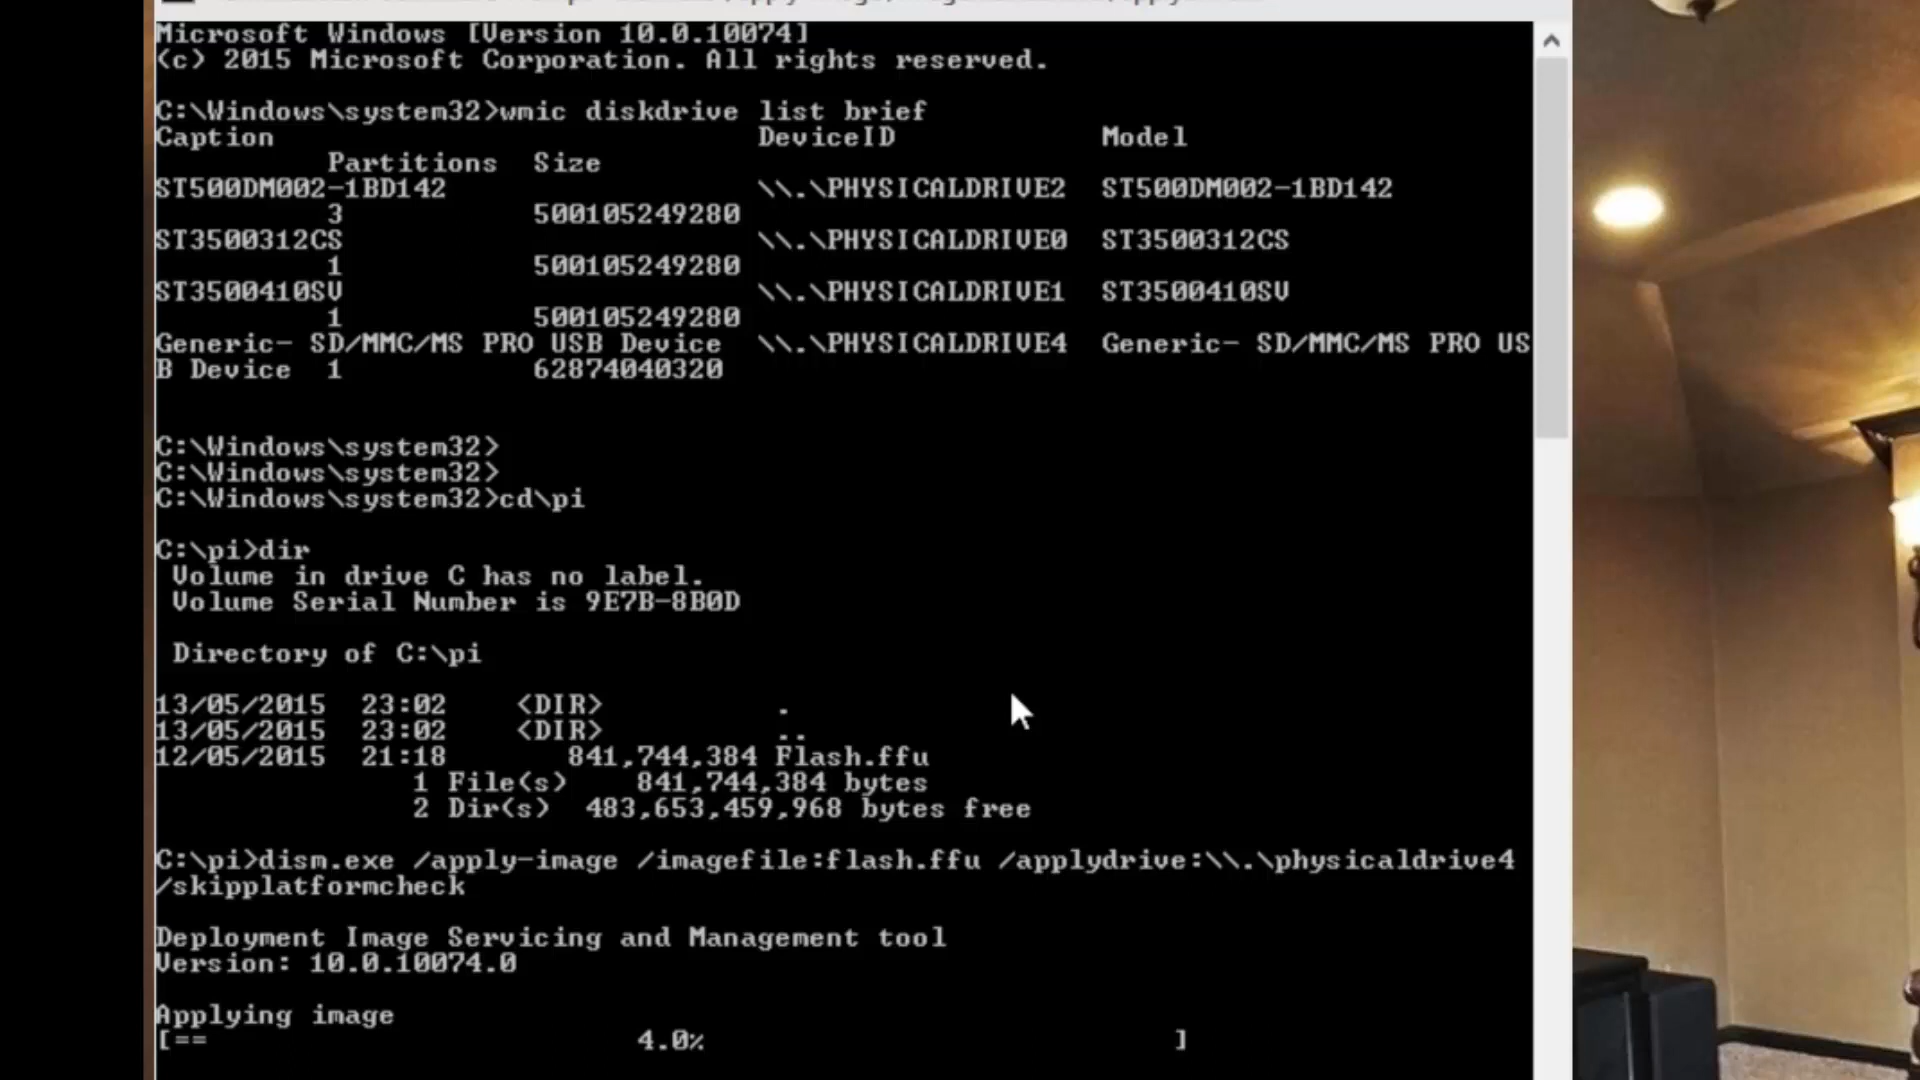 Microsoft Windows [Version 10.0.10074]
(c) 2015 Microsoft Corporation. All rights reserved.
C:\Windows\system32>wmic diskdrive list brief
Caption DeviceID Model
Partitions Size
ST500DM002-1BD142 \\.\PHYSICALDRIVE2 ST500DM002-1BD142
3 500105249280
ST3500312CS \\.\PHYSICALDRIVE0 ST3500312CS
1 500105249280
ST3500410SV \\.\PHYSICALDRIVE1 ST3500410SV
1 500105249280
Generic- SD/MMC/MS PRO USB Device \\.\PHYSICALDRIVE4 Generic- SD/MMC/MS PRO US
B Device 1 62874040320
C:\Windows\system32>
C:\Windows\system32>
C:\Windows\system32>cd\pi
C:\pi>dir
Volume in drive C has no label.
Volume Serial Number is 9E7B-8B0D
Directory of C:\pi
13/05/2015 23:02 <DIR> .
13/05/2015 23:02 <DIR> ..
12/05/2015 21:18 841,744,384 Flash.ffu
1 File(s) 841,744,384 bytes
2 Dir(s) 483,653,459,968 bytes free
C:\pi>dism.exe /apply-image /imagefile:flash.ffu /applydrive:\\.\physicaldrive4
/skipplatformcheck
Deployment Image Servicing and Management tool
Version: 10.0.10074.0
Applying image
[== 4.0% ]